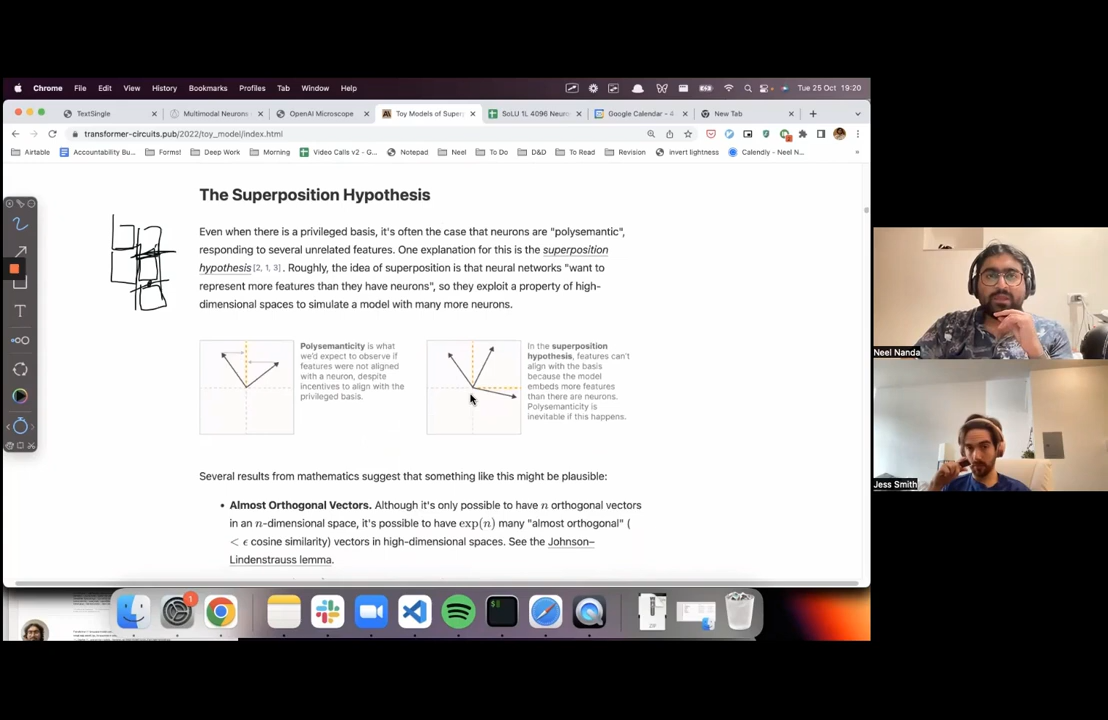 Chrome File Edit View History Bookmarks Profiles Tab Window Help Tue 25 Oct 19:20
TextSingle Multimodal Neurons OpenAI Microscope Toy Models of Super SoLU 1L, 4096 Neuro Google Calendar - 4 New Tab
transformer-circuits.pub/2022/toy_model/index.html
Airtable Accountability Bu... Forms! Deep Work Morning Video Calls v2 - G... Notepad Neel To Do D&D To Read Revision invert lightness Calendly - Neel N... »
The Superposition Hypothesis
Even when there is a privileged basis, it's often the case that neurons are "polysemantic",
responding to several unrelated features. One explanation for this is the superposition
hypothesis [2, 1, 3] . Roughly, the idea of superposition is that neural networks "want to
represent more features than they have neurons", so they exploit a property of high-
dimensional spaces to simulate a model with many more neurons.
Polysemanticity is what
we'd expect to observe if
features were not aligned
with a neuron, despite
incentives to align with the
privileged basis.
In the superposition
hypothesis, features can't
align with the basis
because the model
embeds more features
than there are neurons.
Polysemanticity is
inevitable if this happens.
Several results from mathematics suggest that something like this might be plausible:
• Almost Orthogonal Vectors. Although it's only possible to have n orthogonal vectors
in an n-dimensional space, it's possible to have exp(n) many "almost orthogonal" (
< ϵ cosine similarity) vectors in high-dimensional spaces. See the Johnson–
Lindenstrauss lemma.
T
1
Neel Nanda
Jess Smith